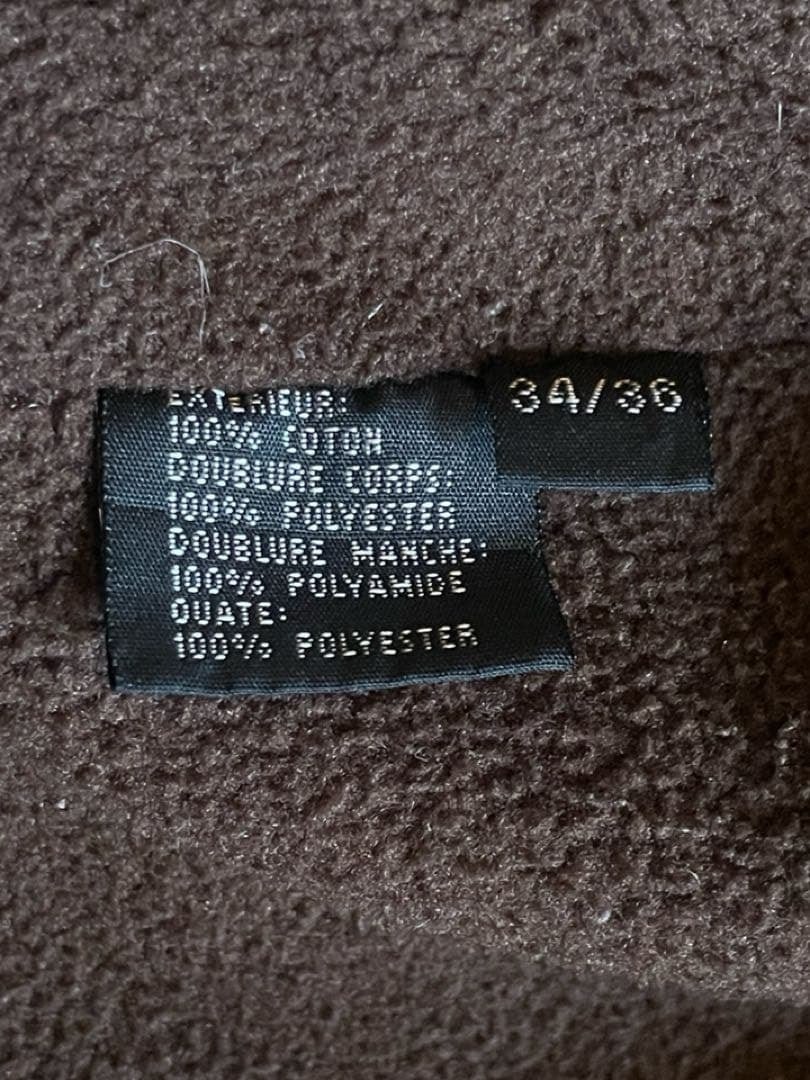 EXTERIEUR:
100% COTON
DOUBLURE CORPS:
100% POLYESTER
DOUBLURE MANCHE:
100% POLYAMIDE
OUATE:
100% POLYESTER
34/36